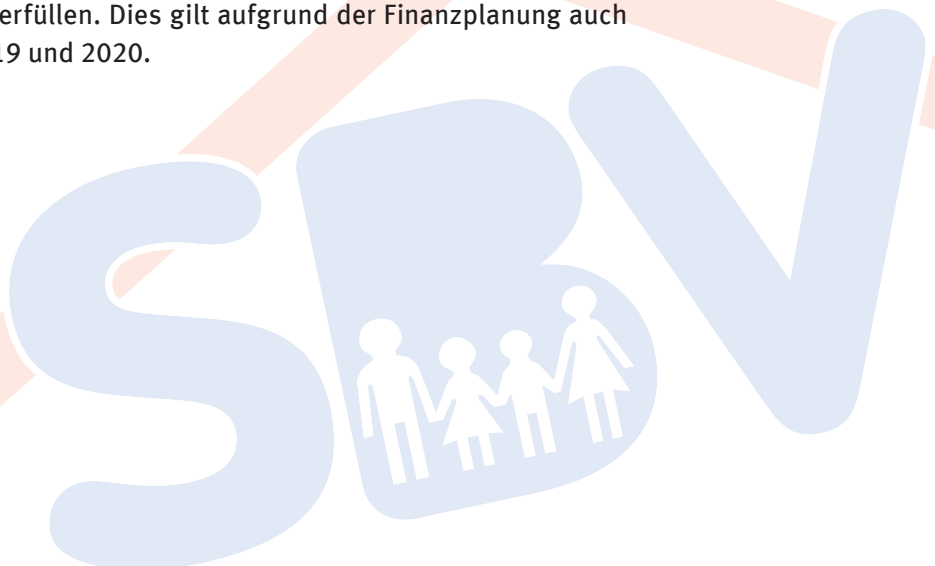 erfüllen. Dies gilt aufgrund der Finanzplanung auch
19 und 2020.
SBV